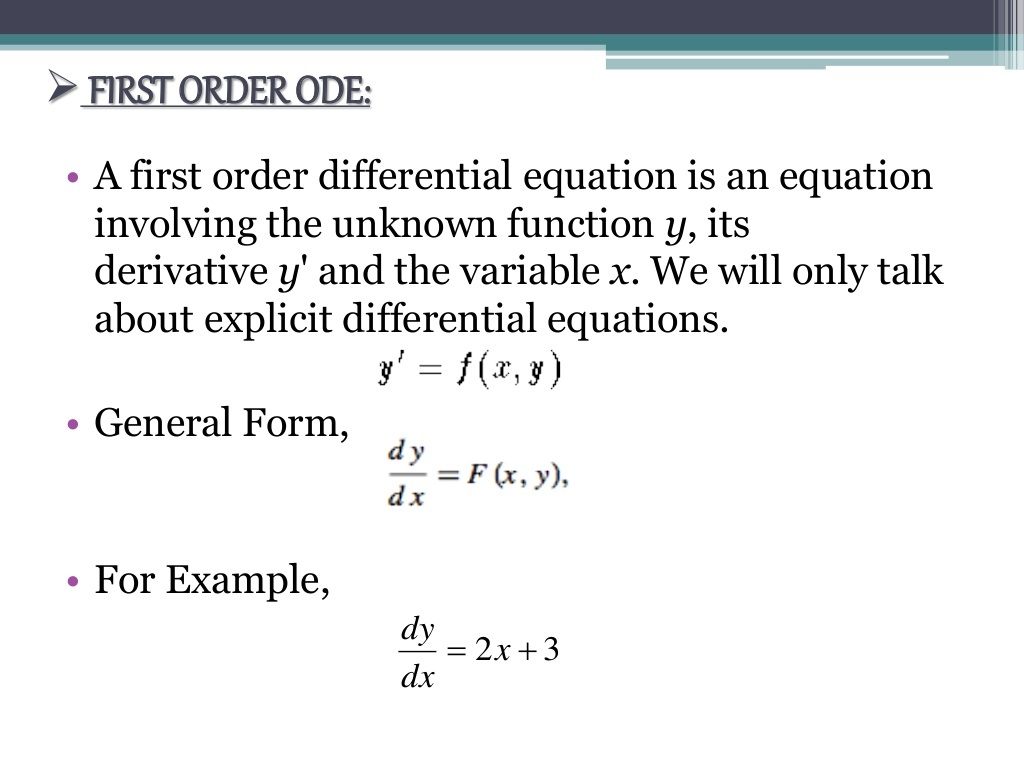 ➢ FIRST ORDER ODE:
• A first order differential equation is an equation
involving the unknown function y, its
derivative y' and the variable x. We will only talk
about explicit differential equations.
y' = f(x, y)
• General Form,
dy/dx = F (x, y),
• For Example,
dy/dx = 2x + 3